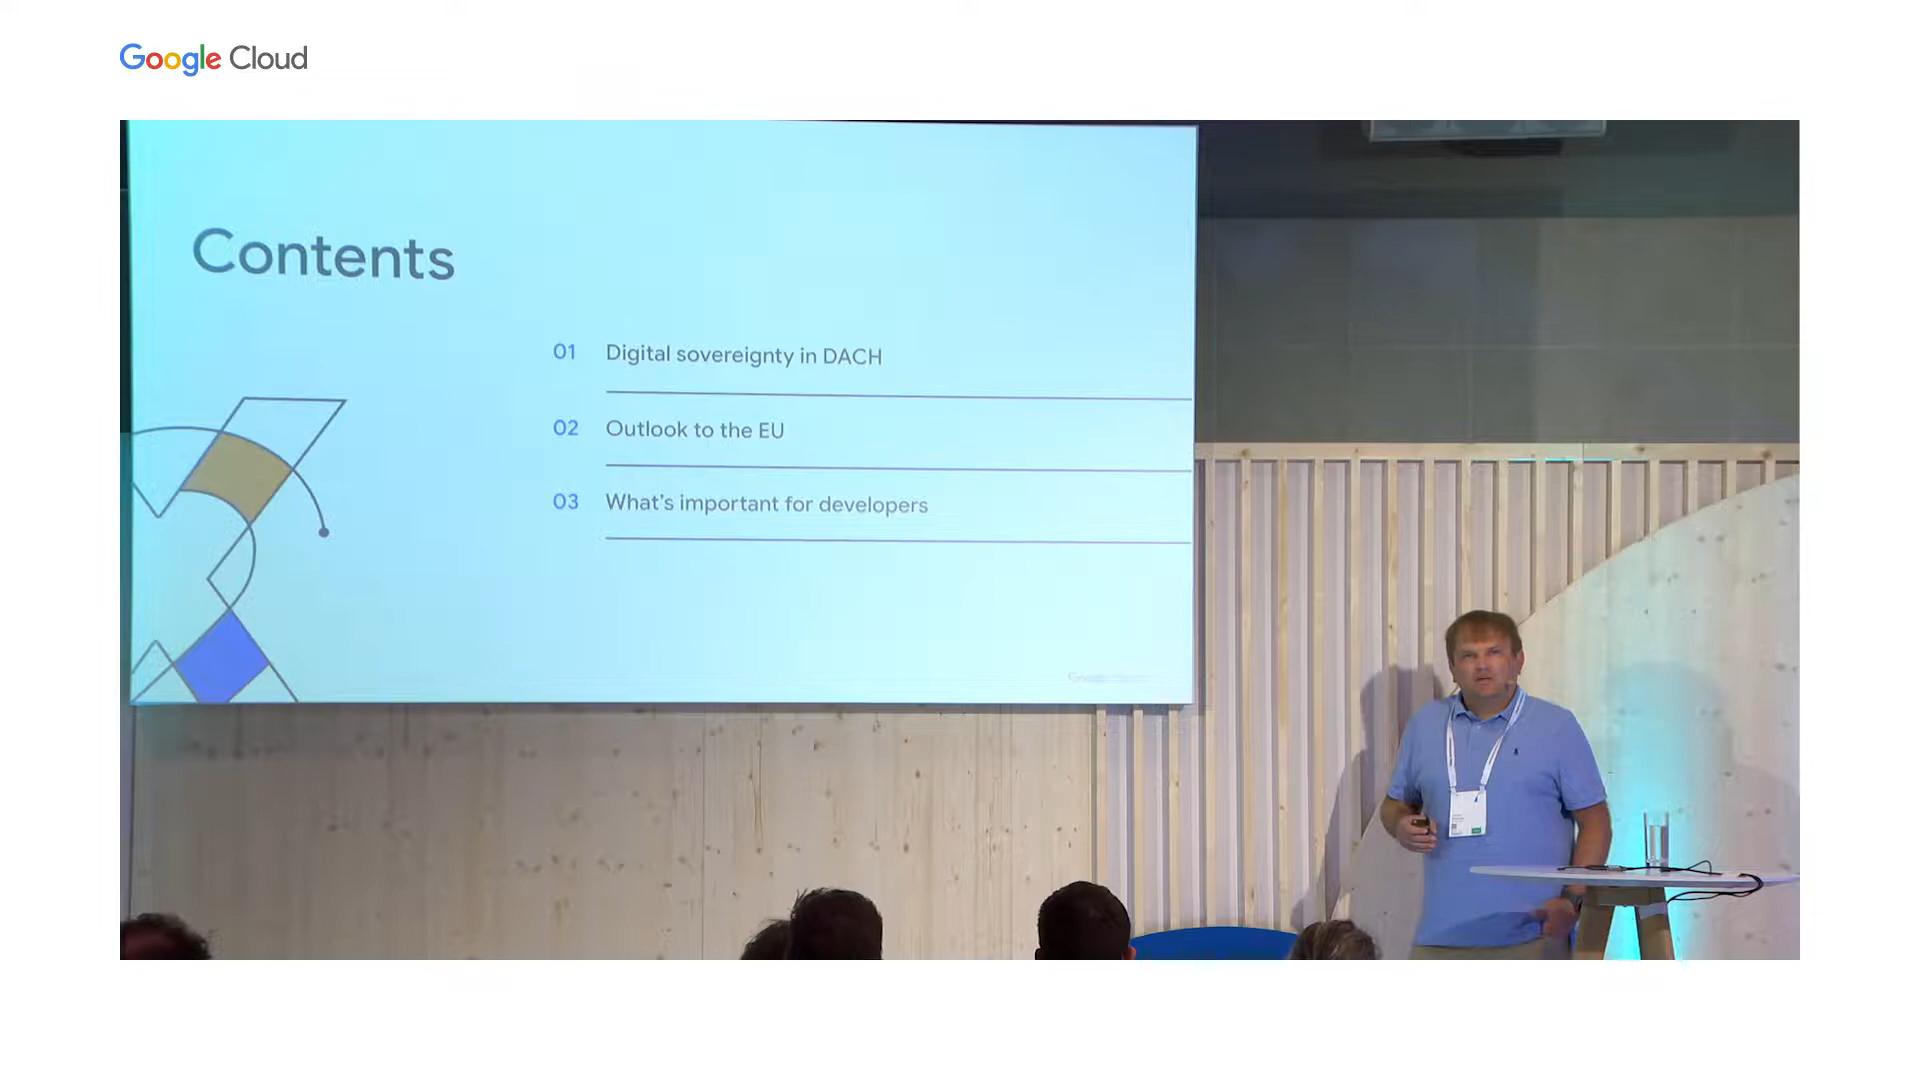 Google Cloud
Contents
01 Digital sovereignty in DACH
02 Outlook to the EU
03 What's important for developers